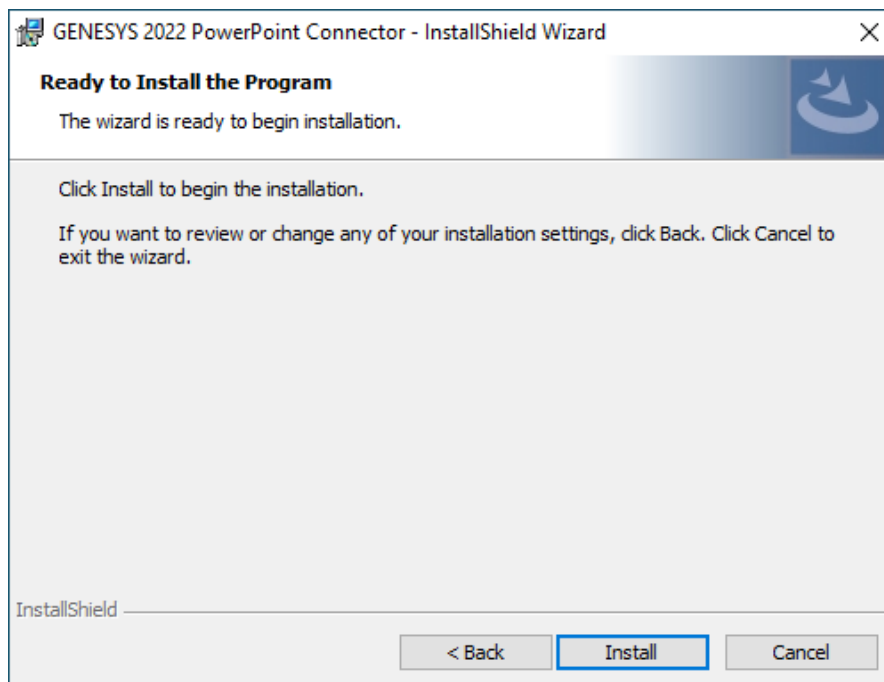 GENESYS 2022 PowerPoint Connector - InstallShield Wizard
Ready to Install the Program
The wizard is ready to begin installation.
Click Install to begin the installation.
If you want to review or change any of your installation settings, click Back. Click Cancel to
exit the wizard.
InstallShield
< Back
Install
Cancel